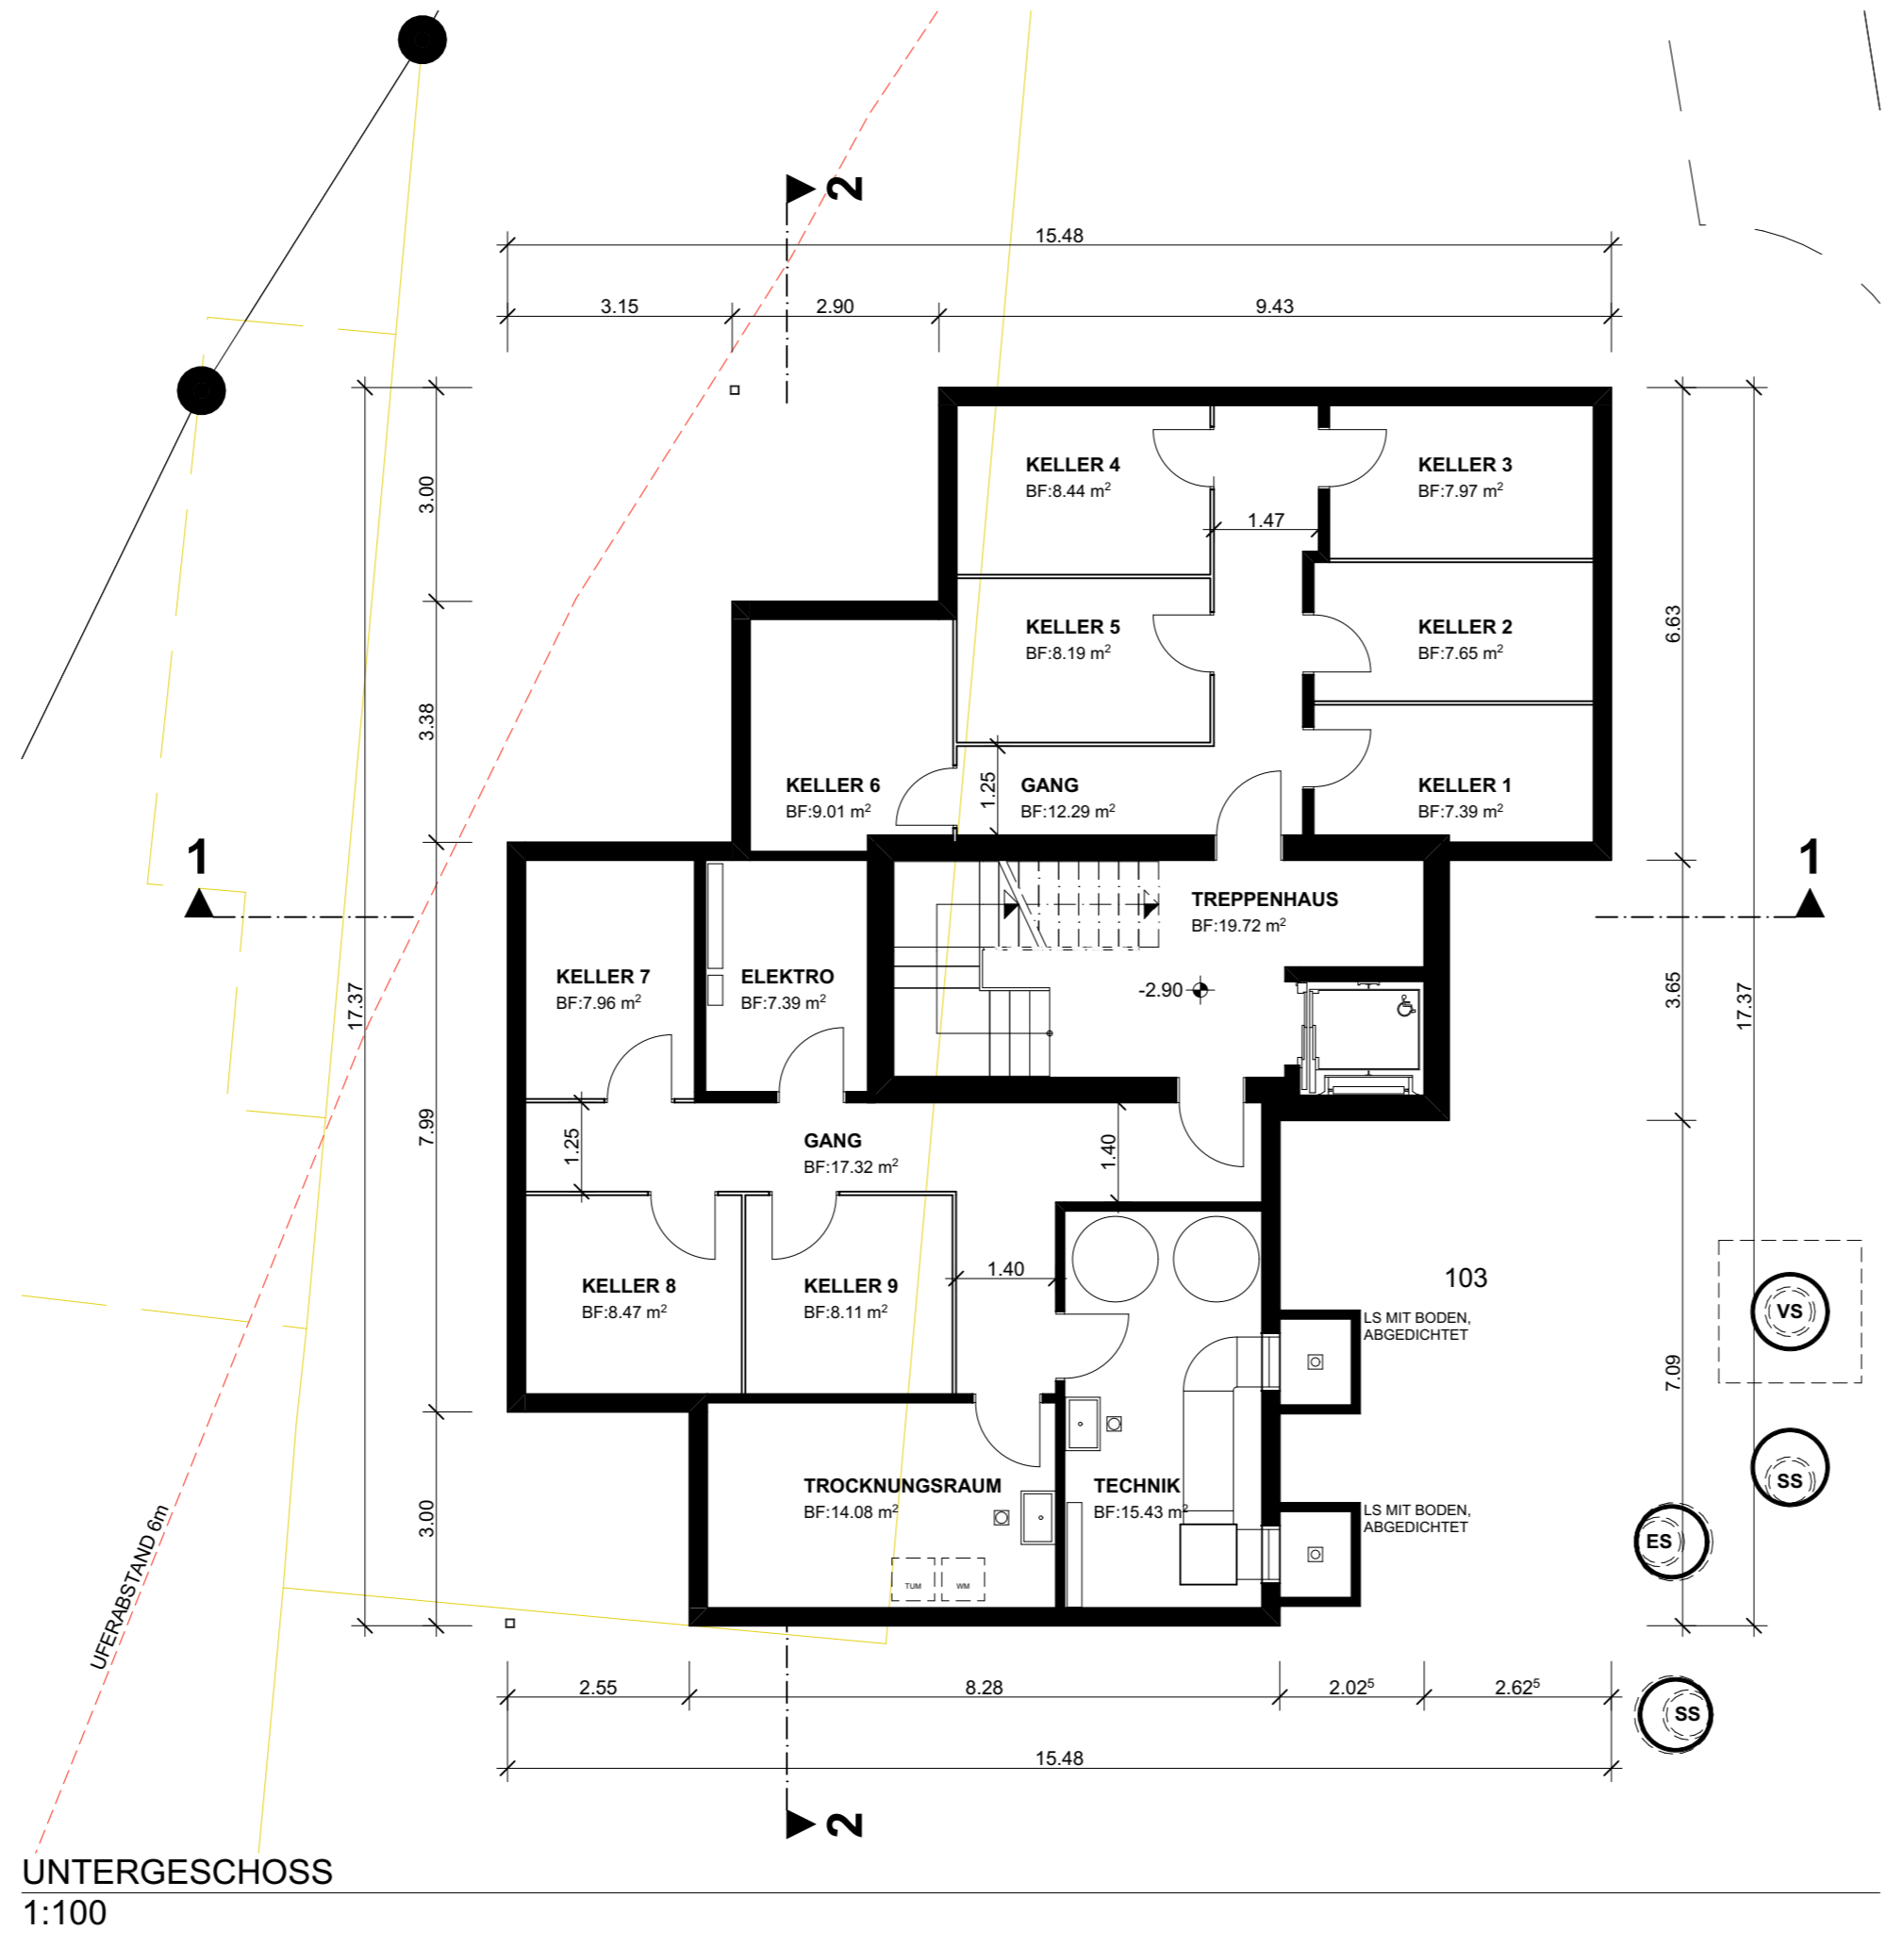 2
15.48
3.15
2.90
9.43
KELLER 4
BF:8.44 m²
KELLER 3
BF:7.97 m²
3.00
1.47
KELLER 5
BF:8.19 m²
KELLER 2
BF:7.65 m²
6.63
3.38
KELLER 6
BF:9.01 m²
1.25
GANG
BF:12.29 m²
KELLER 1
BF:7.39 m²
1
1
TREPPENHAUS
BF:19.72 m²
KELLER 7
BF:7.96 m²
ELEKTRO
BF:7.39 m²
-2.90
3.65
17.37
17.37
7.99
1.25
GANG
BF:17.32 m²
1.40
KELLER 8
BF:8.47 m²
KELLER 9
BF:8.11 m²
1.40
103
LS MIT BODEN,
ABGEDICHTET
VS
7.09
SS
TROCKNUNGSRAUM
BF:14.08 m²
TECHNIK
BF:15.43 m²
LS MIT BODEN,
ABGEDICHTET
3.00
ES
UFERABSTAND 6m
TUM
WM
2.55
8.28
2.02⁵
2.62⁵
SS
15.48
2
UNTERGESCHOSS
1:100